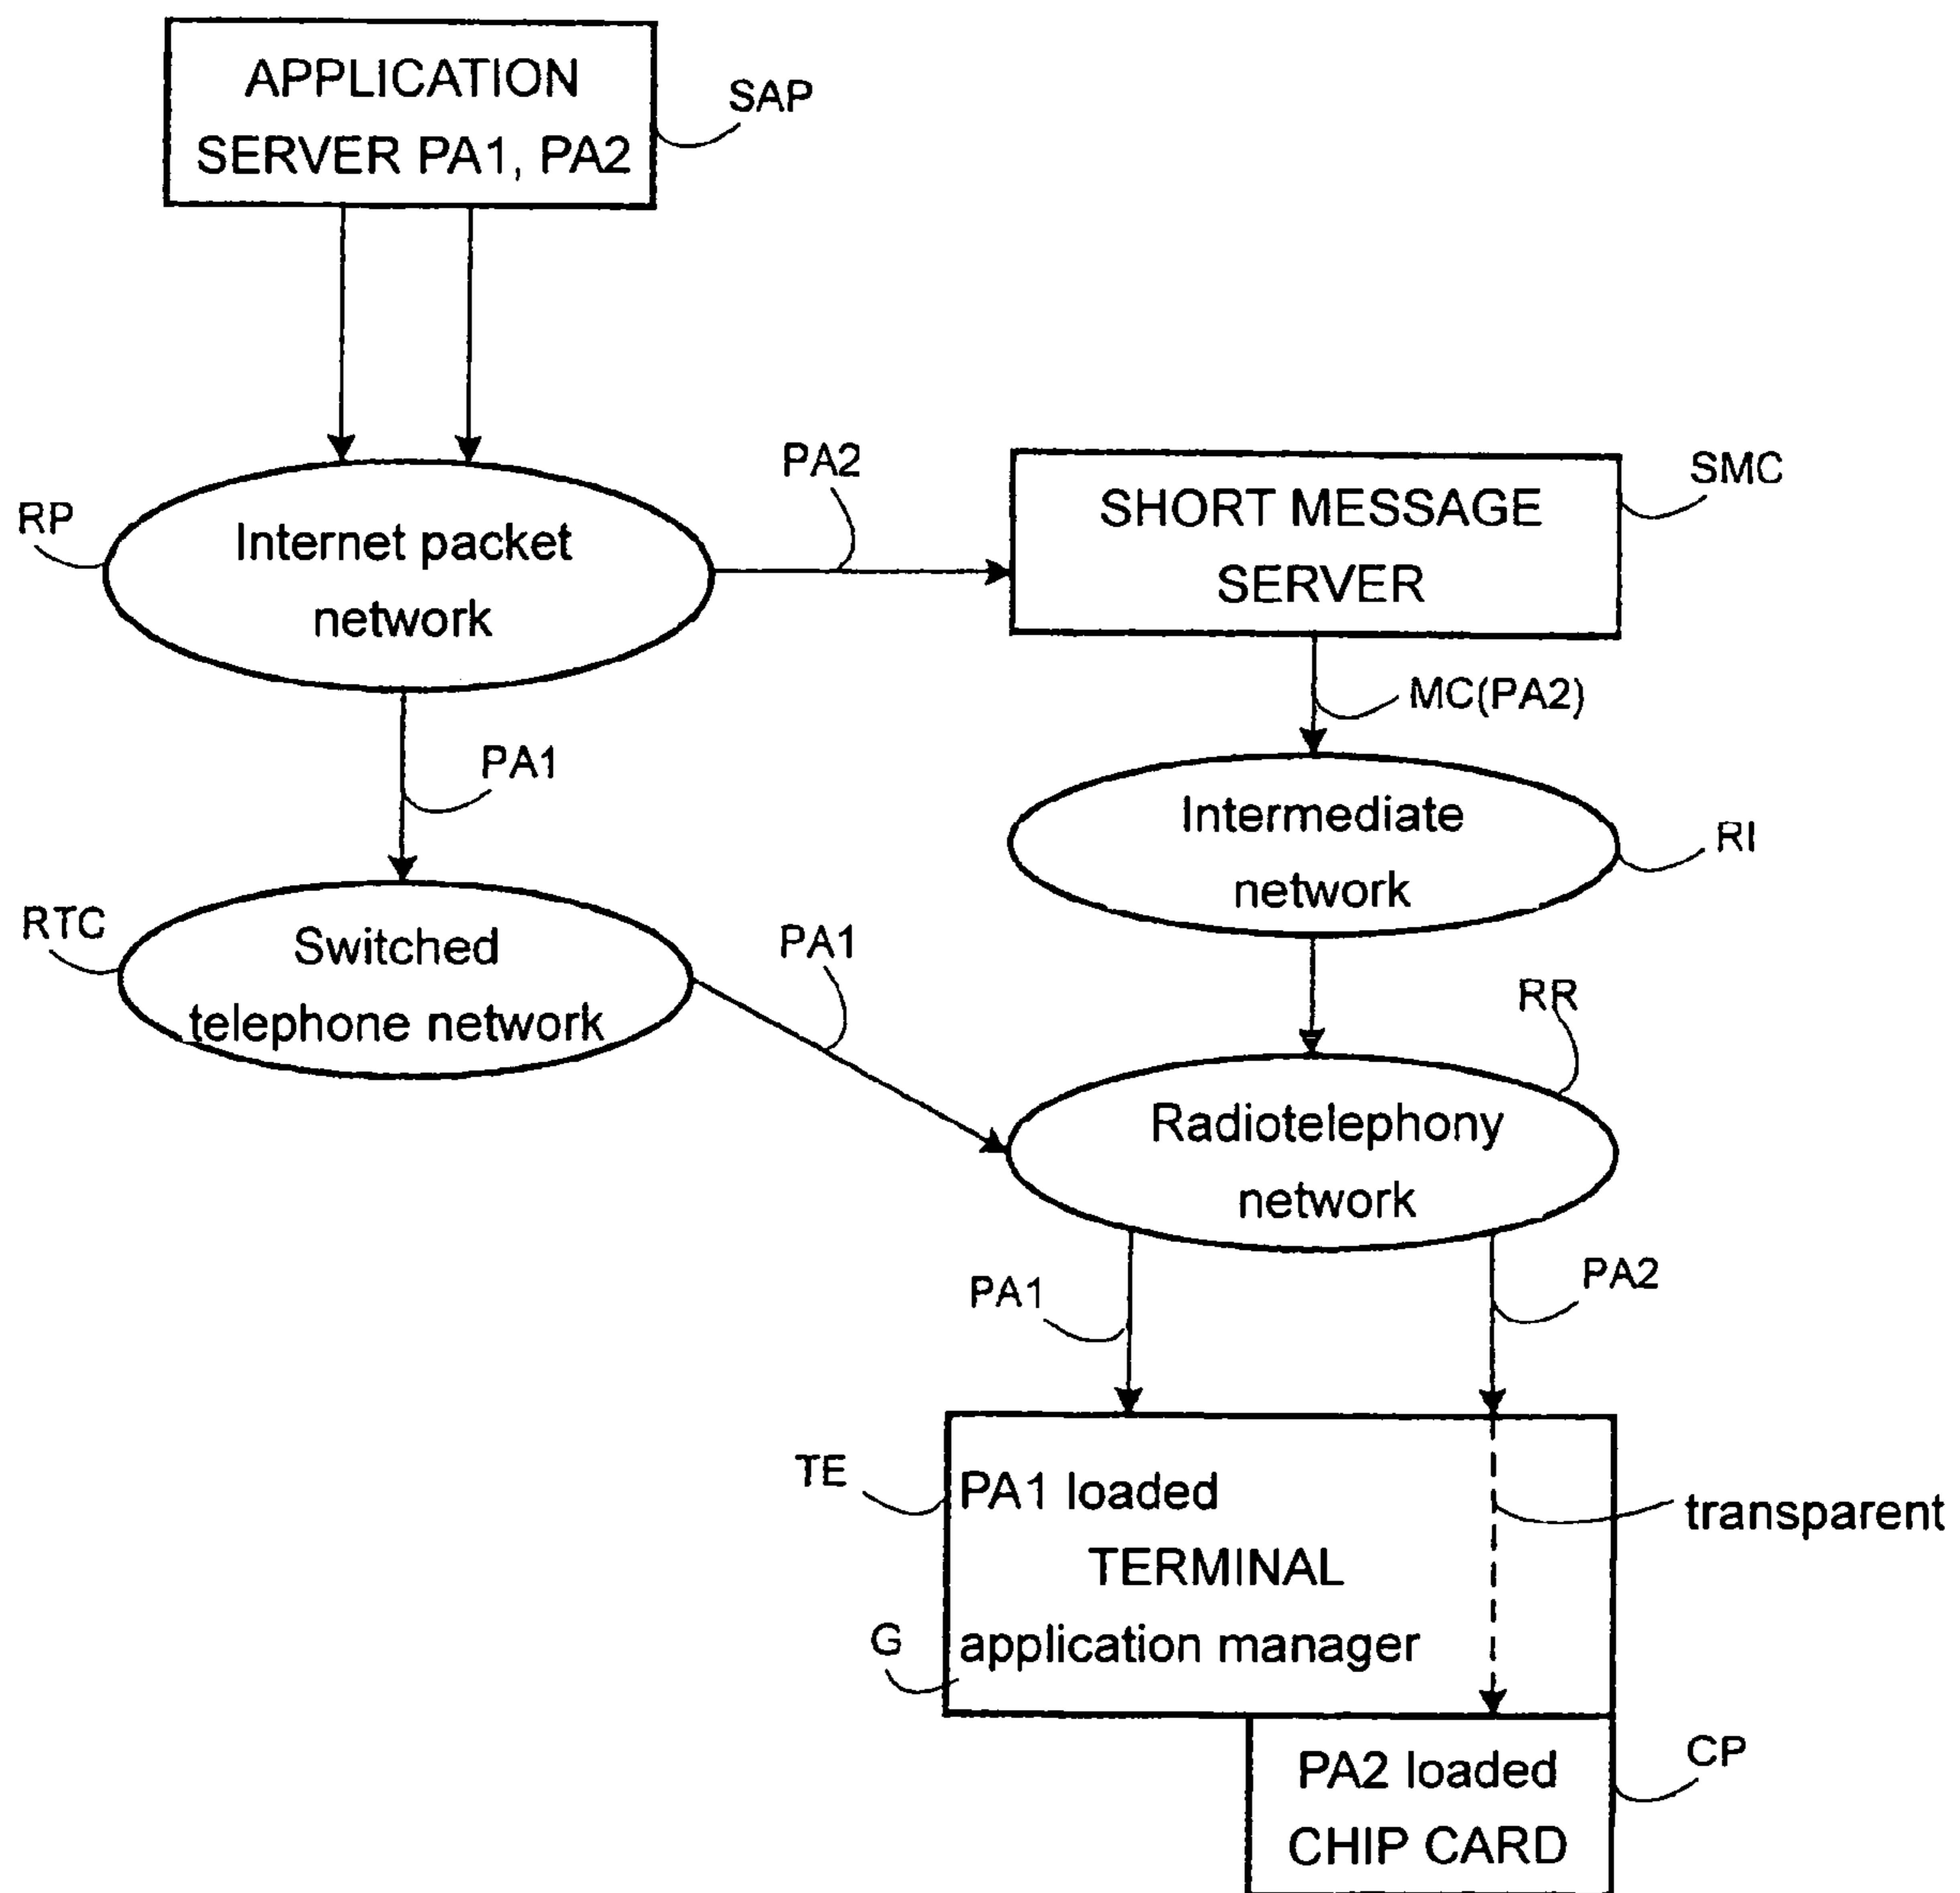 APPLICATION
SERVER PA1, PA2
SAP
RP
Internet packet
network
PA2
SHORT MESSAGE
SERVER
SMC
MC(PA2)
PA1
Intermediate
network
RI
RTC
Switched
telephone network
PA1
RR
Radiotelephony
network
PA1
PA2
TE
PA1 loaded
TERMINAL
transparent
G
application manager
PA2 loaded
CHIP CARD
CP